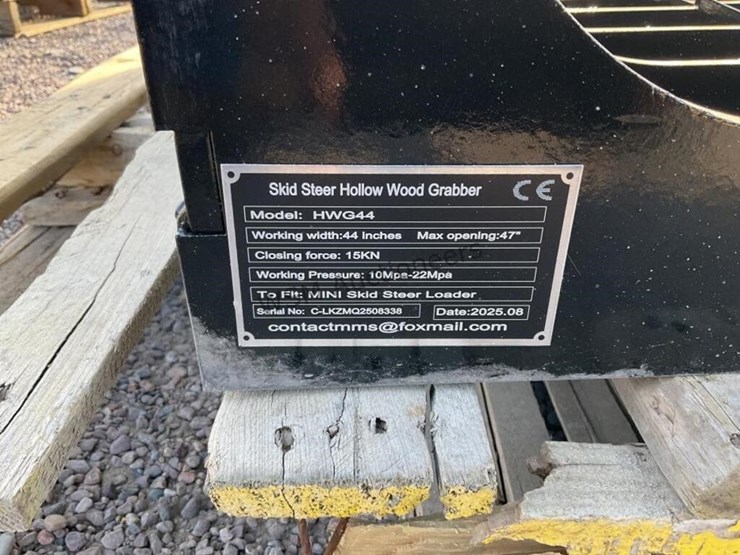 Skid Steer Hollow Wood Grabber CE
Model: HWG44
Working width:44 inches Max opening:47"
Closing force: 15KN
Working Pressure: 10Mpa-22Mpa
To Fit: MINI Skid Steer Loader
Serial No: C-LKZMQ2508338 Date:2025.08
contactmms@foxmail.com